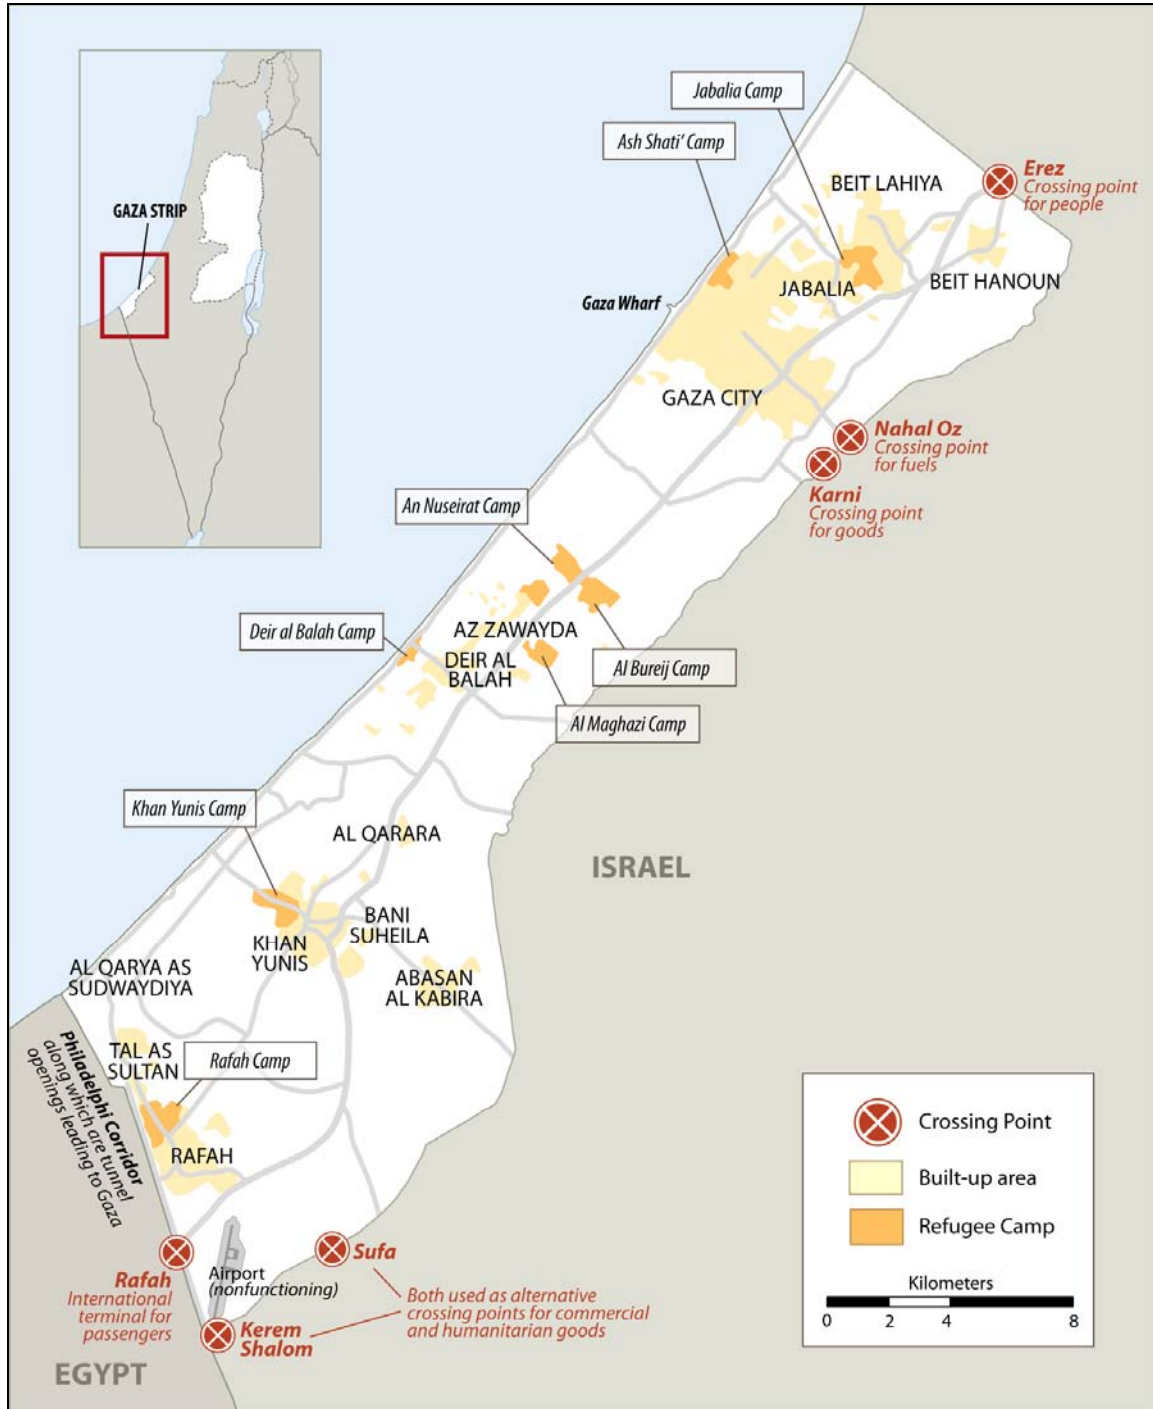 Jabalia Camp
Ash Shati’ Camp
BEIT LAHIYA
Erez
Crossing point
for people
GAZA STRIP
JABALIA
BEIT HANOUN
Gaza Wharf
GAZA CITY
Nahal Oz
Crossing point
for fuels
Karni
Crossing point
for goods
An Nuseirat Camp
Deir al Balah Camp
AZ ZAWAYDA
DEIR AL
BALAH
Al Bureij Camp
Al Maghazi Camp
Khan Yunis Camp
AL QARARA
ISRAEL
BANI
SUHEILA
KHAN
YUNIS
AL QARYA AS
SUDWAYDIYA
ABASAN
AL KABIRA
TAL AS
SULTAN
Rafah Camp
Philadelphi Corridor
along which are tunnel
openings leading to Gaza
RAFAH
Crossing Point
Built-up area
Refugee Camp
Kilometers
0 2 4 8
Sufa
Rafah
International
terminal for
passengers
Airport
(nonfunctioning)
Both used as alternative
crossing points for commercial
and humanitarian goods
Kerem
Shalom
EGYPT